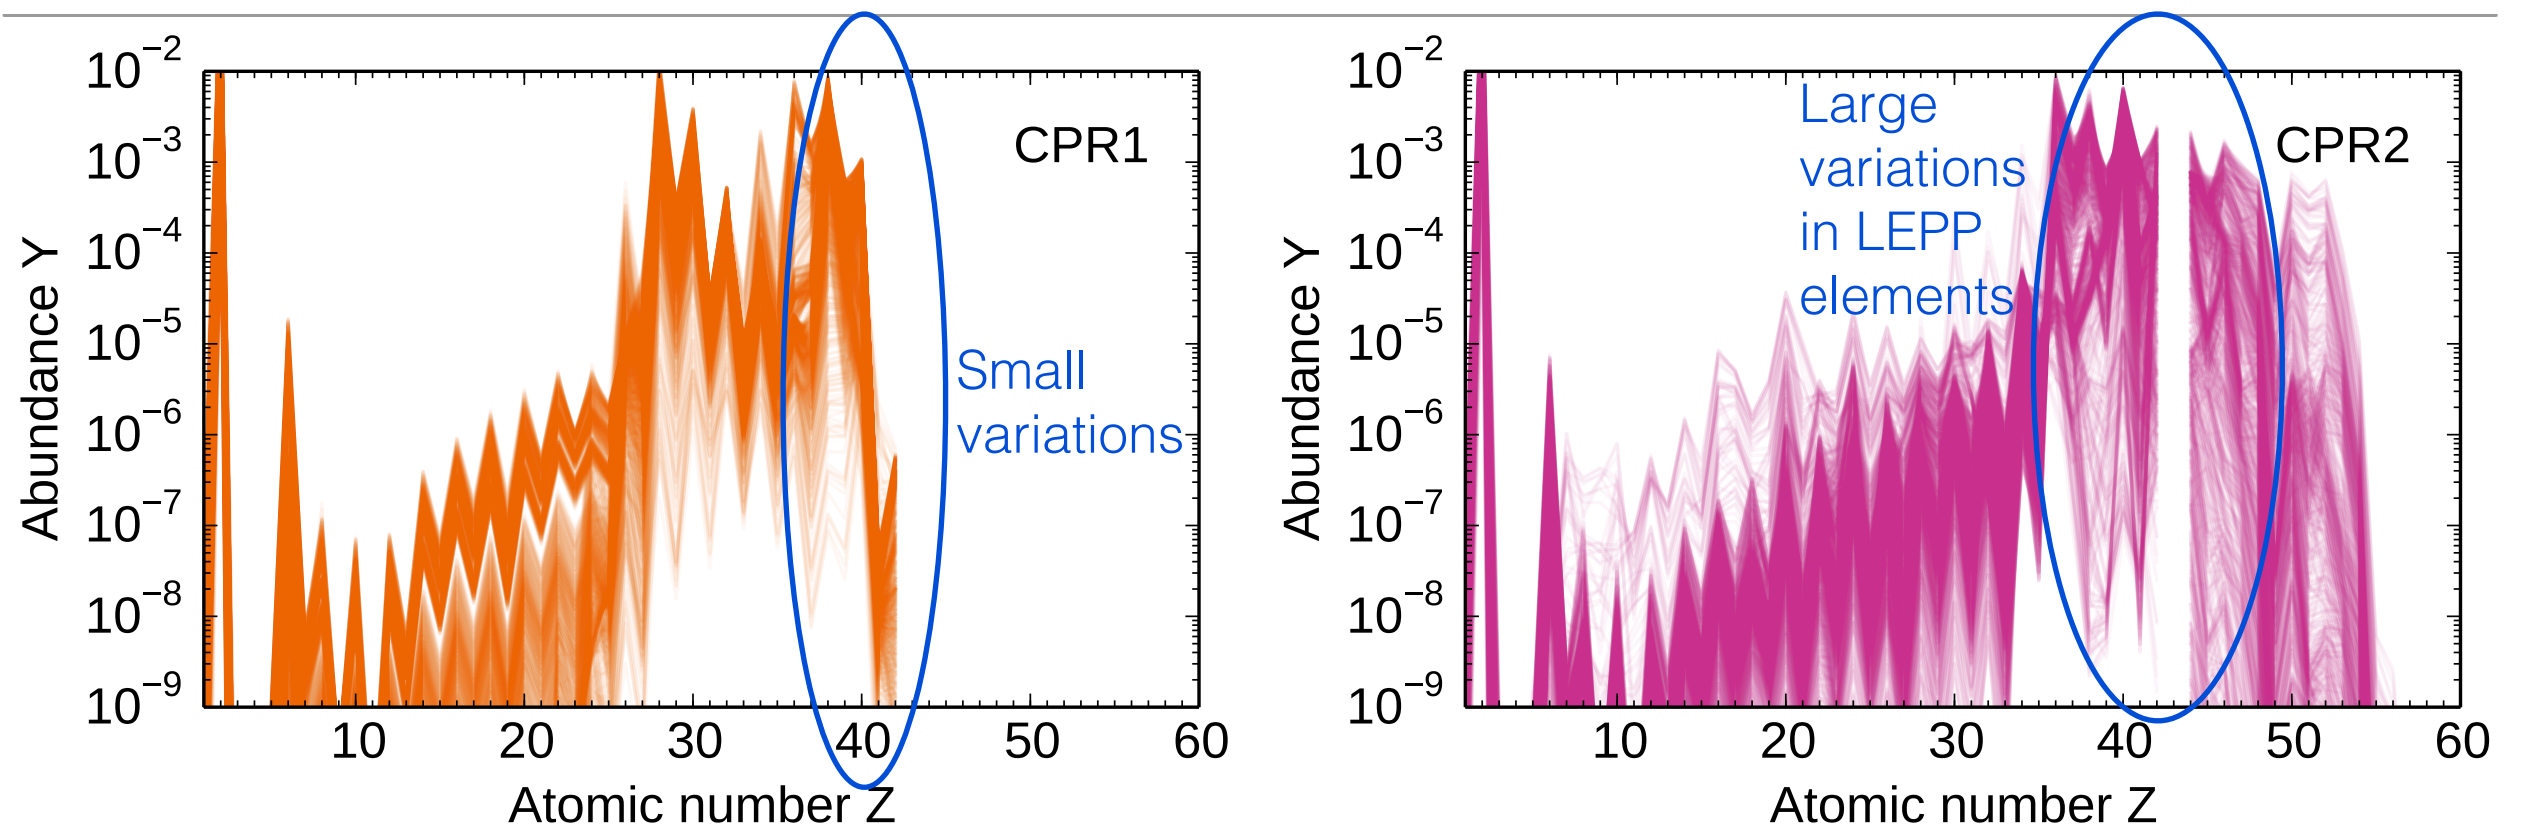 10⁻²
10⁻³
10⁻⁴
10⁻⁵
10⁻⁶
10⁻⁷
10⁻⁸
10⁻⁹
Abundance Y
CPR1
Small
variations
10 20 30 40 50 60
Atomic number Z
10⁻²
10⁻³
10⁻⁴
10⁻⁵
10⁻⁶
10⁻⁷
10⁻⁸
10⁻⁹
Abundance Y
Large
variations
in LEPP
elements
CPR2
10 20 30 40 50 60
Atomic number Z